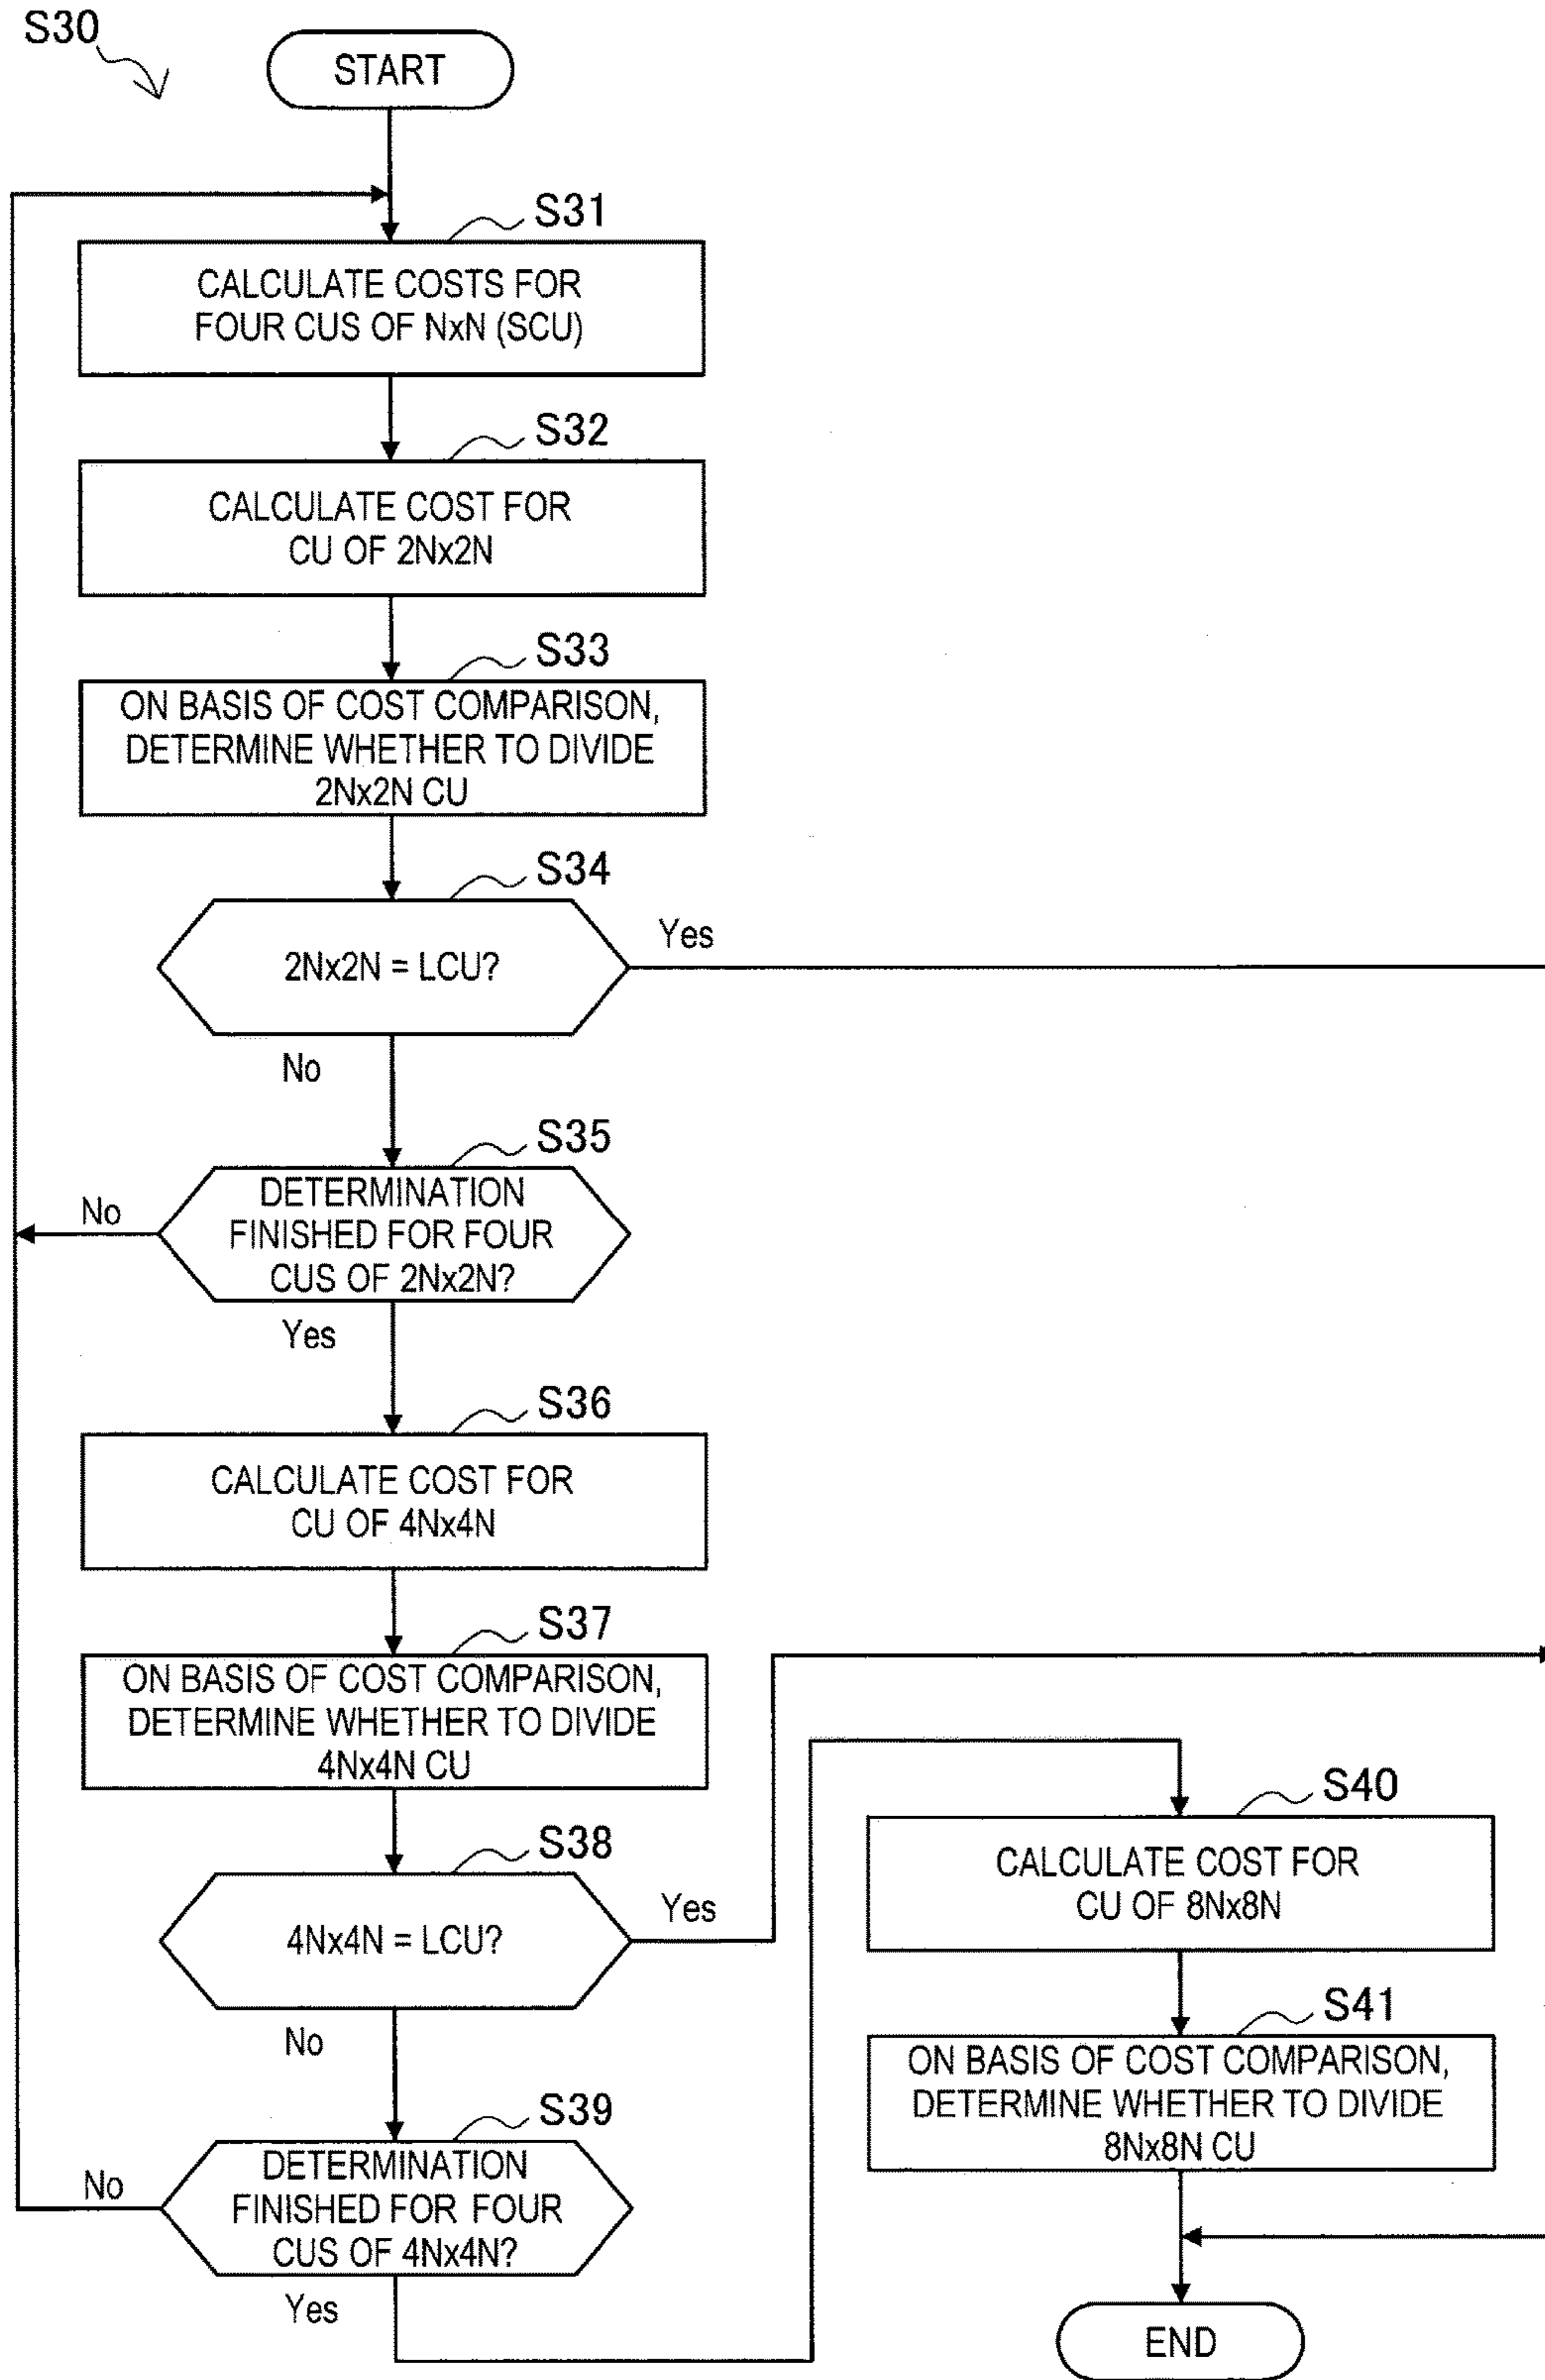 S30
START
S31
CALCULATE COSTS FOR
FOUR CUS OF NxN (SCU)
S32
CALCULATE COST FOR
CU OF 2Nx2N
S33
ON BASIS OF COST COMPARISON,
DETERMINE WHETHER TO DIVIDE
2Nx2N CU
S34
2Nx2N = LCU?
Yes
No
S35
DETERMINATION
FINISHED FOR FOUR
CUS OF 2Nx2N?
No
Yes
S36
CALCULATE COST FOR
CU OF 4Nx4N
S37
ON BASIS OF COST COMPARISON,
DETERMINE WHETHER TO DIVIDE
4Nx4N CU
S38
4Nx4N = LCU?
Yes
No
S39
DETERMINATION
FINISHED FOR FOUR
CUS OF 4Nx4N?
No
Yes
S40
CALCULATE COST FOR
CU OF 8Nx8N
S41
ON BASIS OF COST COMPARISON,
DETERMINE WHETHER TO DIVIDE
8Nx8N CU
END